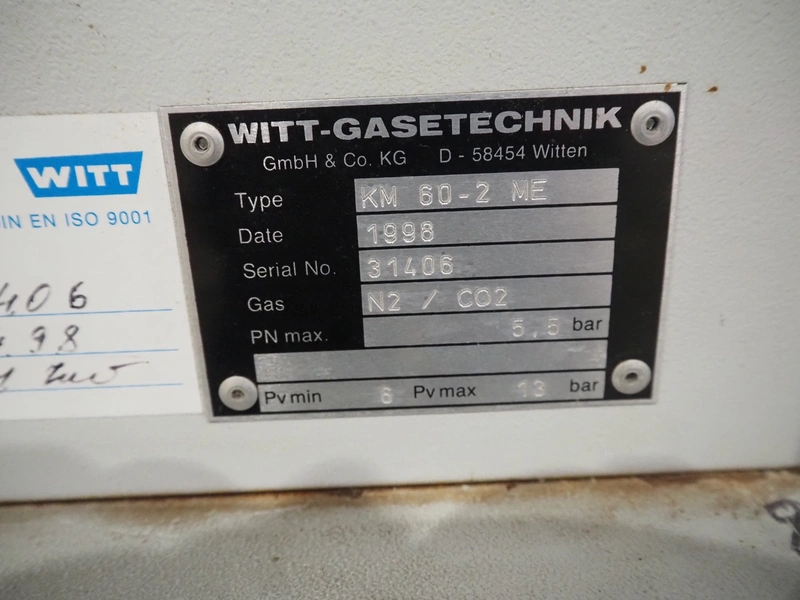 WITT-GASETECHNIK
GmbH & Co. KG D - 58454 Witten
Type KM 60-2 ME
Date 1998
Serial No. 31406
Gas N2 / CO2
PN max. 5,5 bar
Pv min 6 Pv max 13 bar
WITT
IN EN ISO 9001
406
98